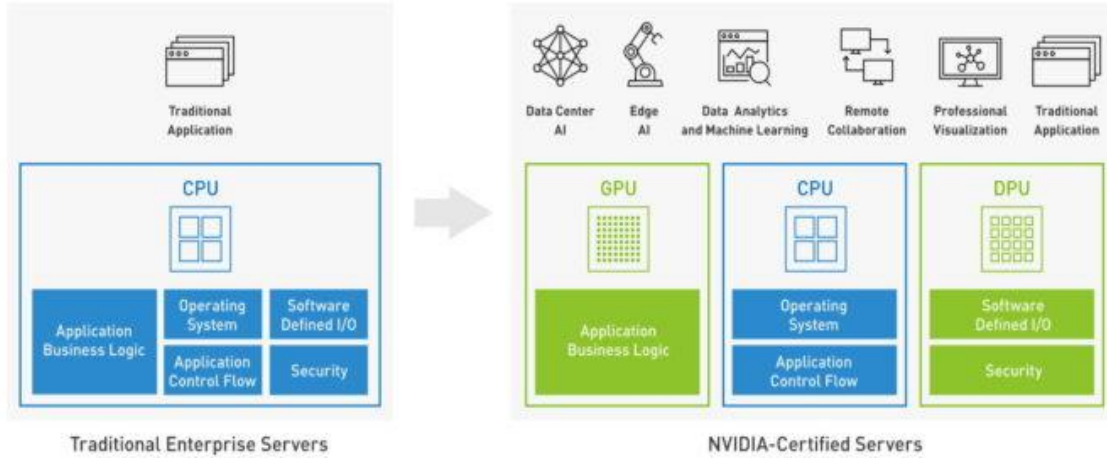 Traditional
Application
CPU
Application
Business Logic
Operating
System
Software
Defined I/O
Application
Control Flow
Security
Traditional Enterprise Servers
Data Center
AI
Edge
AI
Data Analytics
and Machine Learning
Remote
Collaboration
Professional
Visualization
Traditional
Application
GPU
Application
Business Logic
CPU
Operating
System
Application
Control Flow
DPU
Software
Defined I/O
Security
NVIDIA-Certified Servers